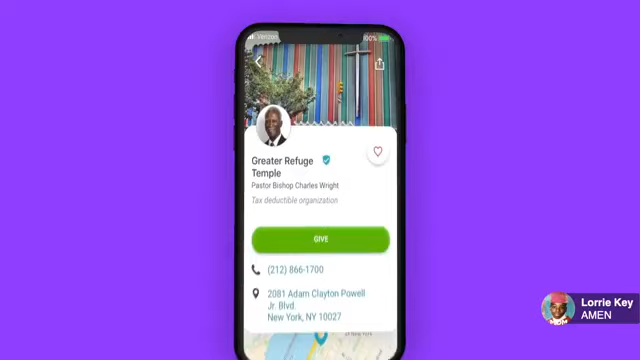 Verizon
100%
Greater Refuge
Temple
Pastor Bishop Charles Wright
Tax deductible organization
GIVE
(212) 866-1700
2081 Adam Clayton Powell
Jr. Blvd.
New York, NY 10027
Lorrie Key
AMEN